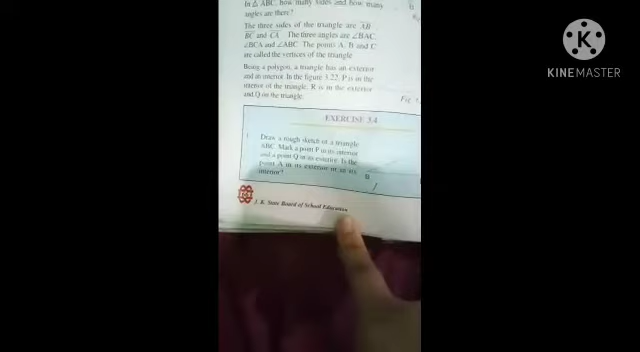 In △ ABC, how many sides and how many
angles are there?
The three sides of the triangle are AB
BC and CA. The three angles are ∠BAC,
∠BCA and ∠ABC. The points A, B and C
are called the vertices of the triangle
Being a polygon, a triangle has an exterior
and an interior. In the figure 3.22, P is in the
interior of the triangle, R is in the exterior
and Q on the triangle.
Fig
EXERCISE 3.4
1. Draw a rough sketch of a triangle
ABC. Mark a point P in its interior
and a point Q in its exterior. Is the
point A in its exterior or in its
interior?
B
J. K. State Board of School Education
K
KINEMASTER